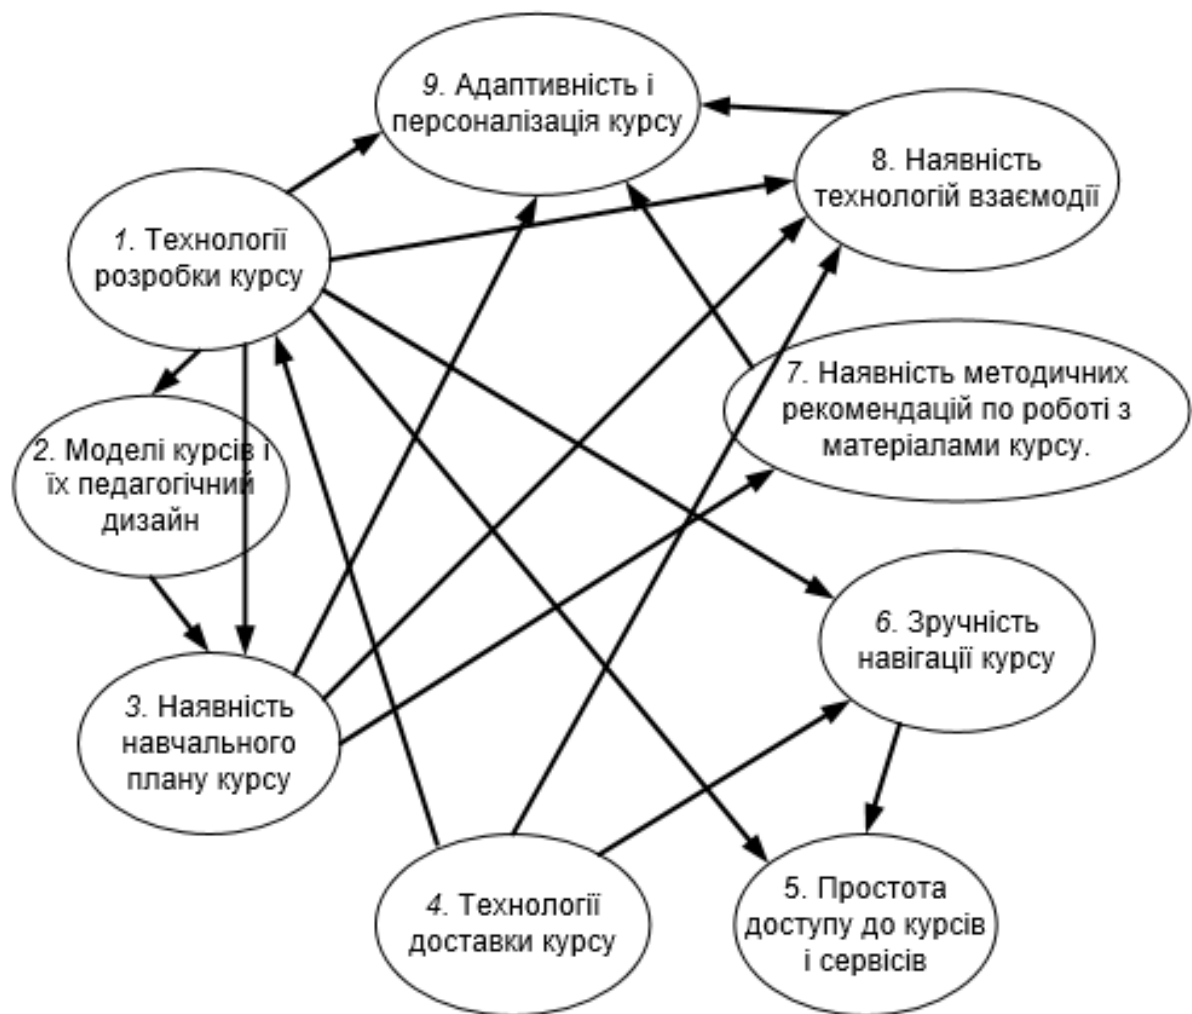 9. Адаптивність і
персоналізація курсу
8. Наявність
технологій взаємодії
1. Технології
розробки курсу
7. Наявність методичних
рекомендацій по роботі з
матеріалами курсу.
2. Моделі курсів і
їх педагогічний
дизайн
6. Зручність
навігації курсу
3. Наявність
навчального
плану курсу
4. Технології
доставки курсу
5. Простота
доступу до курсів
і сервісів